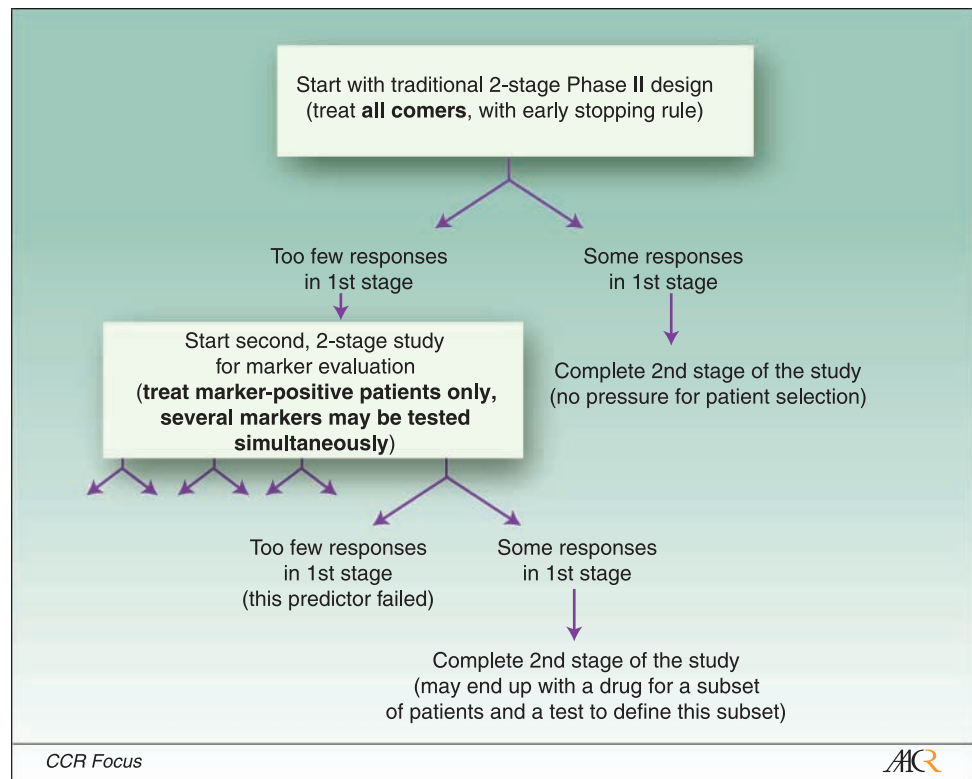 Start with traditional 2-stage Phase II design
(treat all comers, with early stopping rule)
Too few responses
in 1st stage
Some responses
in 1st stage
Start second, 2-stage study
for marker evaluation
(treat marker-positive patients only,
several markers may be tested
simultaneously)
Complete 2nd stage of the study
(no pressure for patient selection)
Too few responses
in 1st stage
(this predictor failed)
Some responses
in 1st stage
Complete 2nd stage of the study
(may end up with a drug for a subset
of patients and a test to define this subset)
CCR Focus
AACR